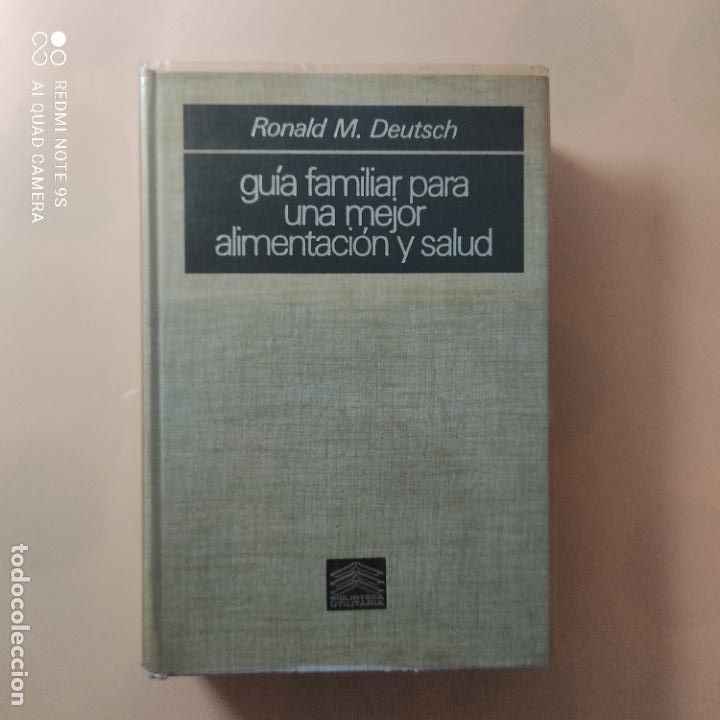 Ronald M. Deutsch
guía familiar para
una mejor
alimentación y salud
BIBLIOTECA
UTILITARIA
REDMI NOTE 9S
AI QUAD CAMERA
todocoleccion